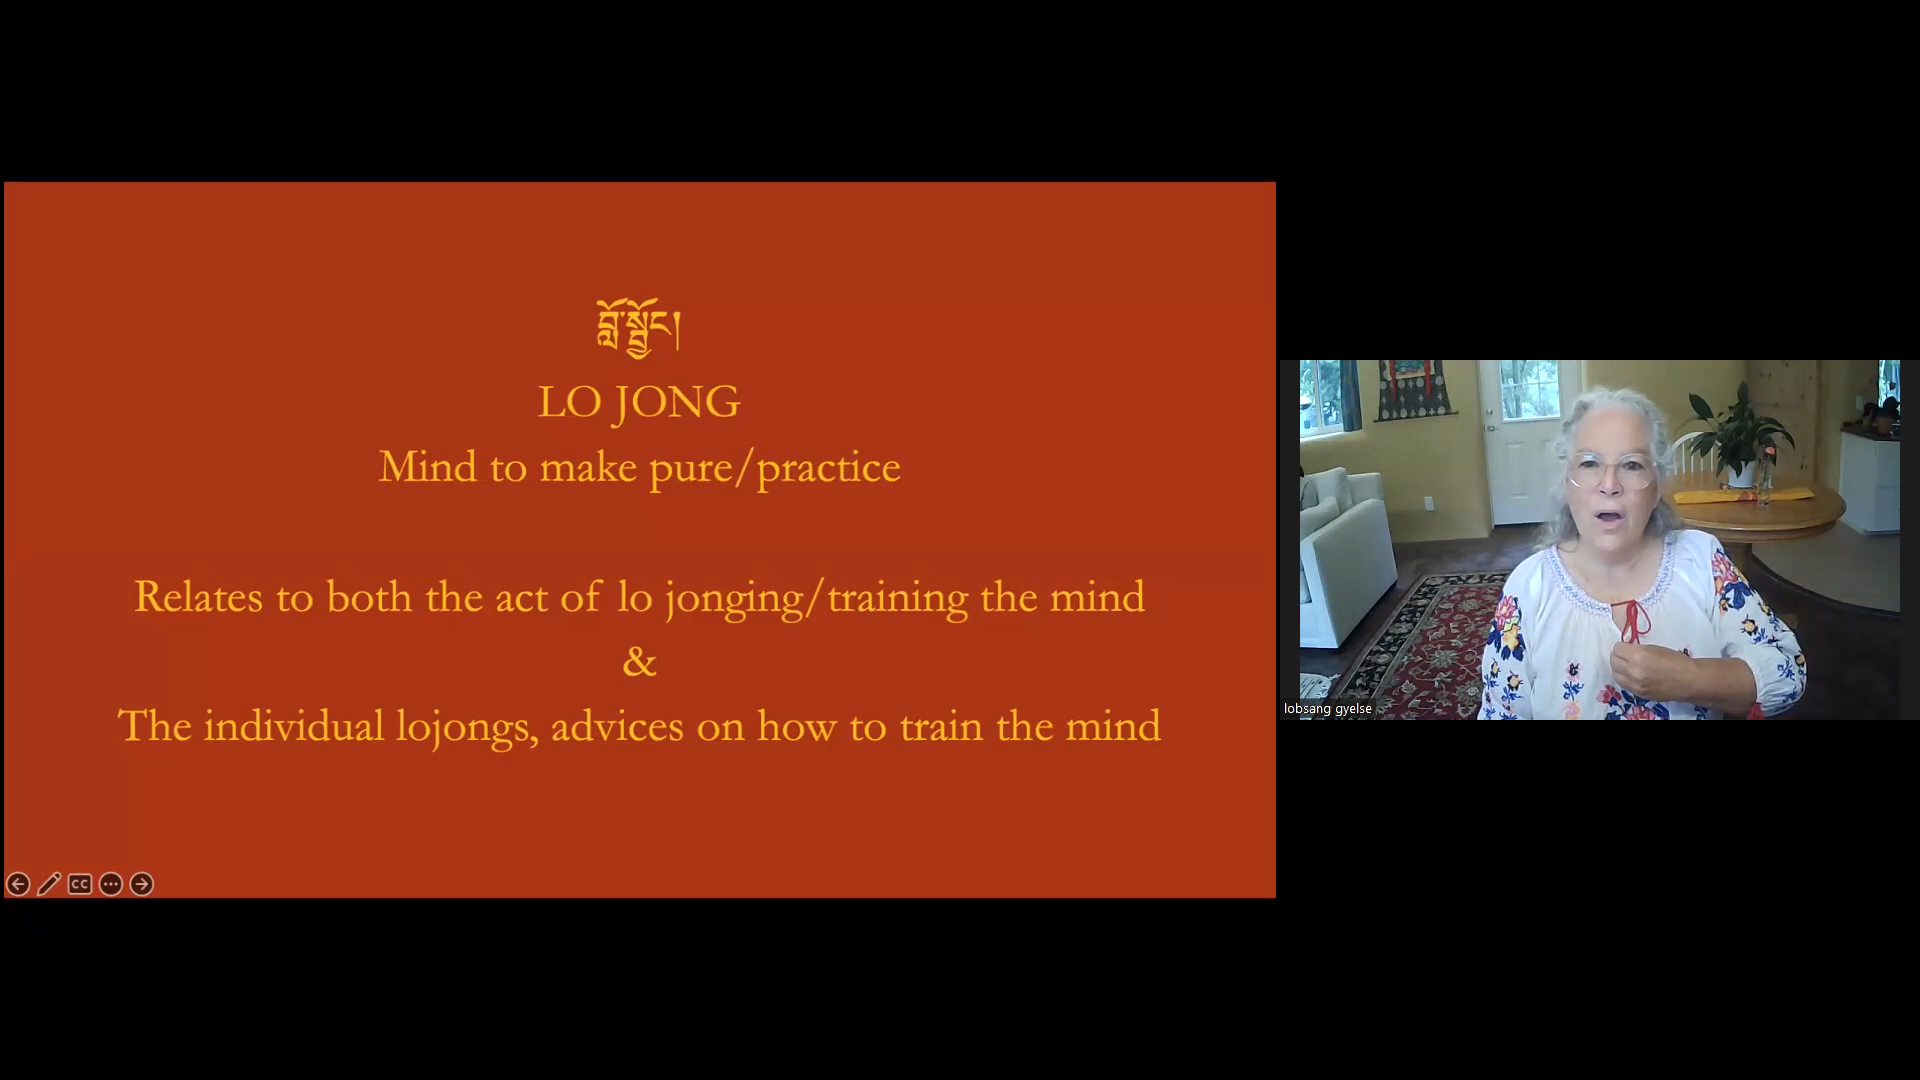 བློ་སྦྱོང།
LO JONG
Mind to make pure/practice
Relates to both the act of lo jonging/training the mind
&
The individual lojongs, advices on how to train the mind
CC
lobsang gyelse